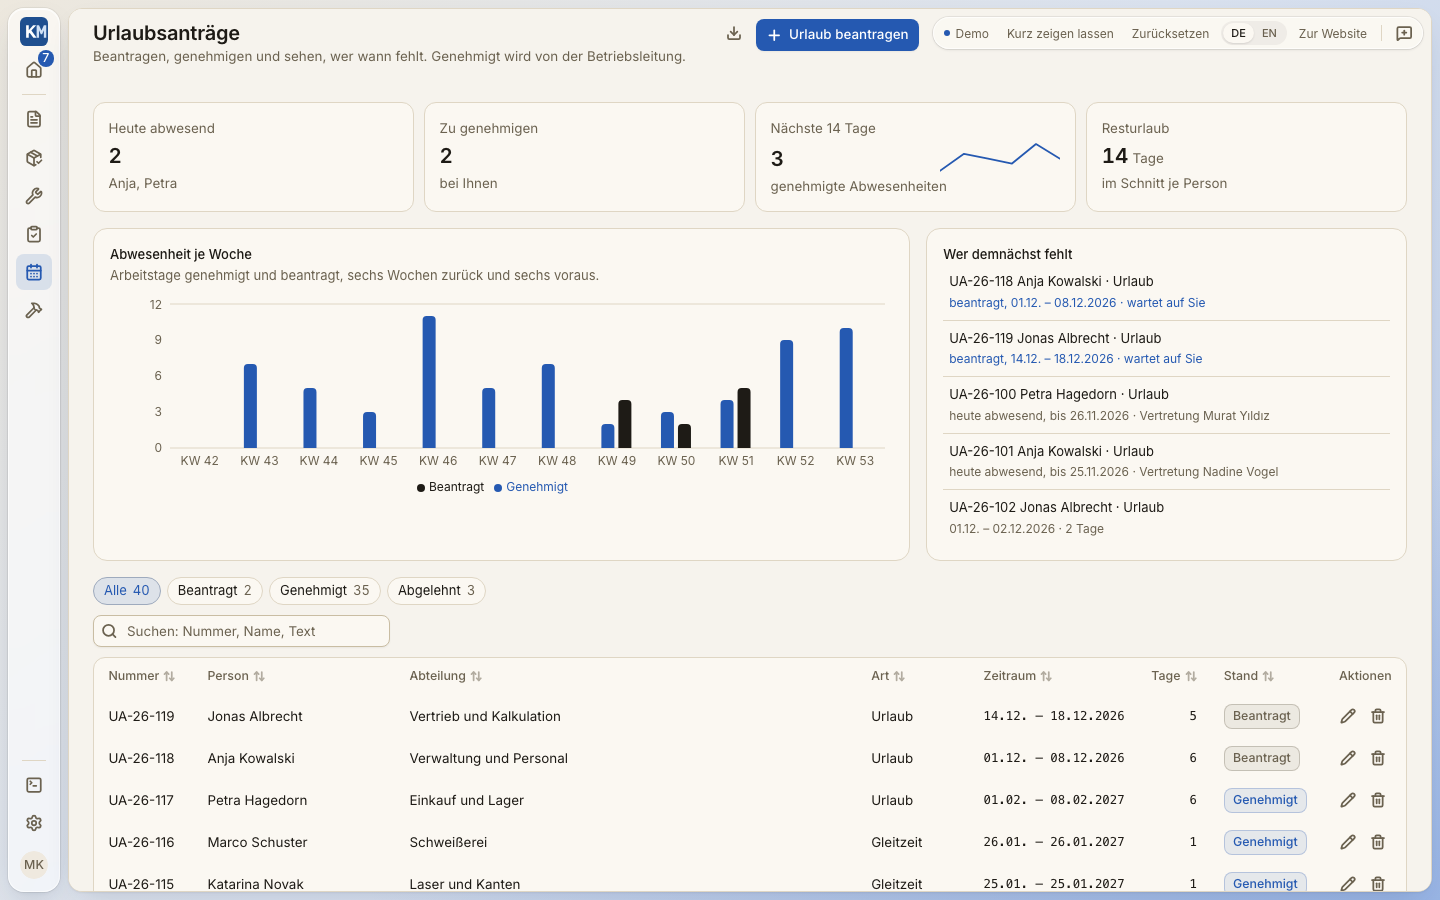 KM
7
MK
Urlaubsanträge
Beantragen, genehmigen und sehen, wer wann fehlt. Genehmigt wird von der Betriebsleitung.
Urlaub beantragen
Demo
Kurz zeigen lassen
Zurücksetzen
DE
EN
Zur Website
Heute abwesend
2
Anja, Petra
Zu genehmigen
2
bei Ihnen
Nächste 14 Tage
3
genehmigte Abwesenheiten
Resturlaub
14 Tage
im Schnitt je Person
Abwesenheit je Woche
Arbeitstage genehmigt und beantragt, sechs Wochen zurück und sechs voraus.
12
9
6
3
0
KW 42 KW 43 KW 44 KW 45 KW 46 KW 47 KW 48 KW 49 KW 50 KW 51 KW 52 KW 53
Beantragt Genehmigt
Wer demnächst fehlt
UA-26-118 Anja Kowalski · Urlaub
beantragt, 01.12. – 08.12.2026 · wartet auf Sie
UA-26-119 Jonas Albrecht · Urlaub
beantragt, 14.12. – 18.12.2026 · wartet auf Sie
UA-26-100 Petra Hagedorn · Urlaub
heute abwesend, bis 26.11.2026 · Vertretung Murat Yıldız
UA-26-101 Anja Kowalski · Urlaub
heute abwesend, bis 25.11.2026 · Vertretung Nadine Vogel
UA-26-102 Jonas Albrecht · Urlaub
01.12. – 02.12.2026 · 2 Tage
Alle 40
Beantragt 2
Genehmigt 35
Abgelehnt 3
Suchen: Nummer, Name, Text
Nummer Person Abteilung Art Zeitraum Tage Stand Aktionen
UA-26-119 Jonas Albrecht Vertrieb und Kalkulation Urlaub 14.12. – 18.12.2026 5 Beantragt
UA-26-118 Anja Kowalski Verwaltung und Personal Urlaub 01.12. – 08.12.2026 6 Beantragt
UA-26-117 Petra Hagedorn Einkauf und Lager Urlaub 01.02. – 08.02.2027 6 Genehmigt
UA-26-116 Marco Schuster Schweißerei Gleitzeit 26.01. – 26.01.2027 1 Genehmigt
UA-26-115 Katarina Novak Laser und Kanten Gleitzeit 25.01. – 25.01.2027 1 Genehmigt